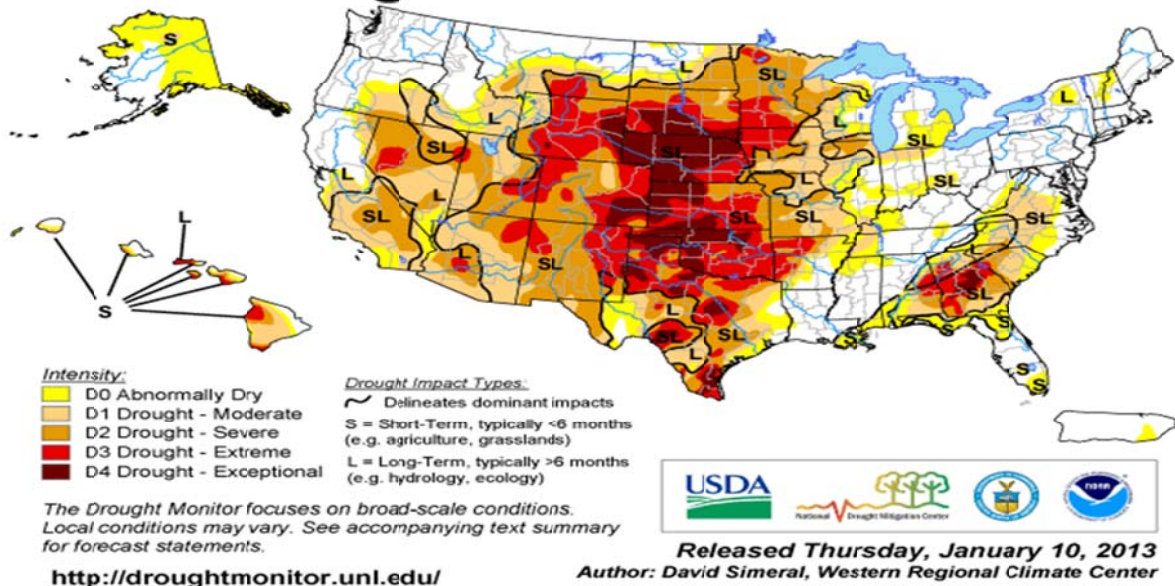 S
L
S
SL
L
L
SL
L
SL
L
SL
L
SL
L
SL
SL
SL
L
SL
L
SL
SL
L
SL
L
SL
L
SL
S
S
S
S
S
Intensity:
D0 Abnormally Dry
D1 Drought - Moderate
D2 Drought - Severe
D3 Drought - Extreme
D4 Drought - Exceptional
Drought Impact Types:
Delineates dominant impacts
S = Short-Term, typically <6 months
(e.g. agriculture, grasslands)
L = Long-Term, typically >6 months
(e.g. hydrology, ecology)
The Drought Monitor focuses on broad-scale conditions.
Local conditions may vary. See accompanying text summary
for forecast statements.
http://droughtmonitor.unl.edu/
USDA
National Drought Mitigation Center
noaa
Released Thursday, January 10, 2013
Author: David Simeral, Western Regional Climate Center